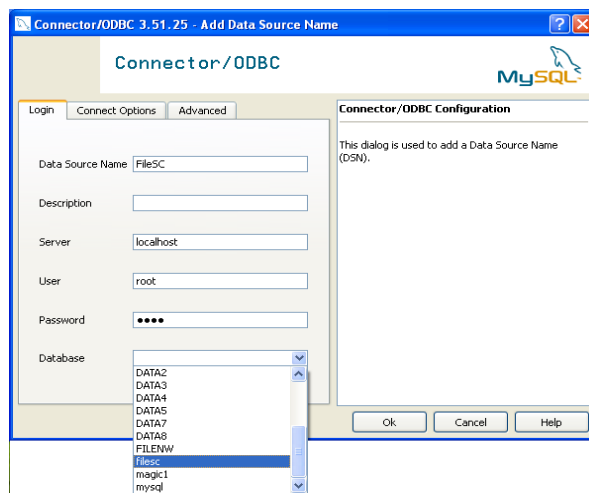 Connector/ODBC 3.51.25 - Add Data Source Name
Connector/ODBC
MySQL
Login Connect Options Advanced
Data Source Name FileSC
Description
Server localhost
User root
Password ●●●●
Database
DATA2
DATA3
DATA4
DATA5
DATA7
DATA8
FILENW
filesc
magic1
mysql
Connector/ODBC Configuration
This dialog is used to add a Data Source Name
(DSN).
Ok Cancel Help